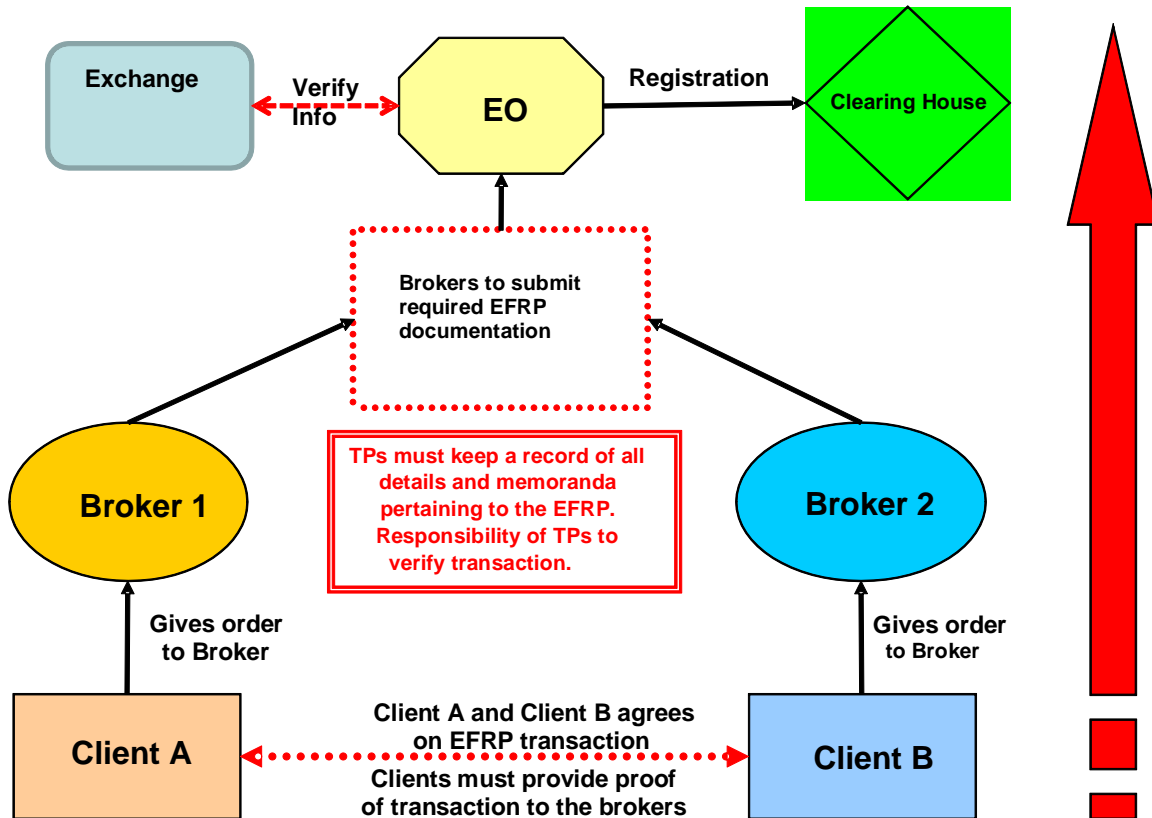 Exchange
Verify
Info
EO
Registration
Clearing House
Brokers to submit
required EFRP
documentation
Broker 1
TPs must keep a record of all
details and memoranda
pertaining to the EFRP.
Responsibility of TPs to
verify transaction.
Broker 2
Gives order
to Broker
Gives order
to Broker
Client A
Client A and Client B agrees
on EFRP transaction
Clients must provide proof
of transaction to the brokers
Client B